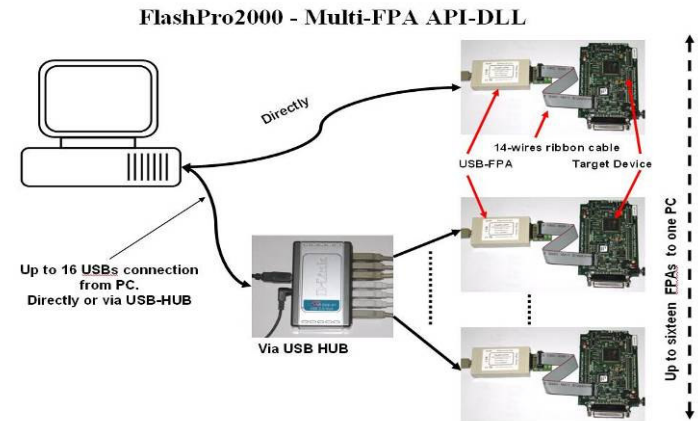 FlashPro2000 - Multi-FPA API-DLL
Directly
14-wires ribbon cable
USB-FPA
Target Device
Up to 16 USBs connection
from PC.
Directly or via USB-HUB
D-Link
Via USB HUB
Up to sixteen FPAs to one PC